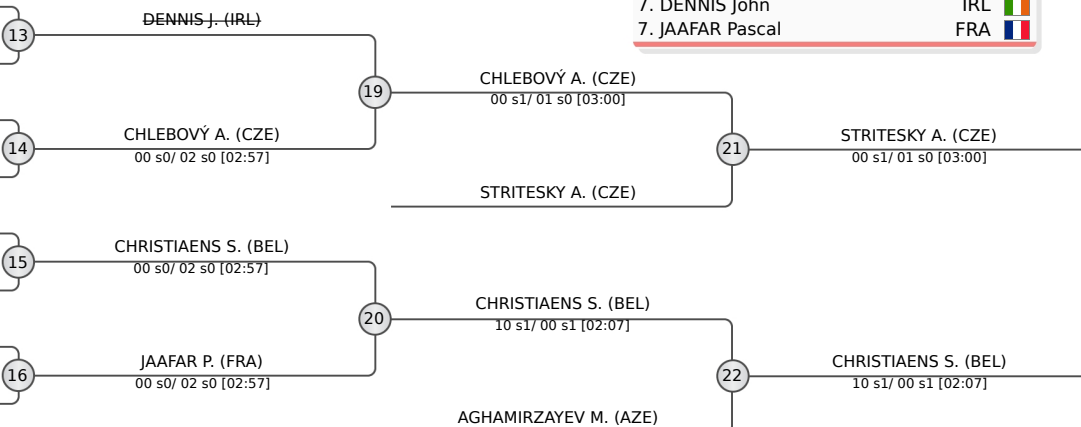 7. DENNIS John IRL
7. JAAFAR Pascal FRA
DENNIS J. (IRL)
13
CHLEBOVÝ A. (CZE)
00 s1/ 01 s0 [03:00]
19
CHLEBOVÝ A. (CZE)
00 s0/ 02 s0 [02:57]
14
STRITESKY A. (CZE)
00 s1/ 01 s0 [03:00]
21
STRITESKY A. (CZE)
CHRISTIAENS S. (BEL)
00 s0/ 02 s0 [02:57]
15
CHRISTIAENS S. (BEL)
10 s1/ 00 s1 [02:07]
20
JAAFAR P. (FRA)
00 s0/ 02 s0 [02:57]
16
CHRISTIAENS S. (BEL)
10 s1/ 00 s1 [02:07]
22
AGHAMIRZAYEV M. (AZE)